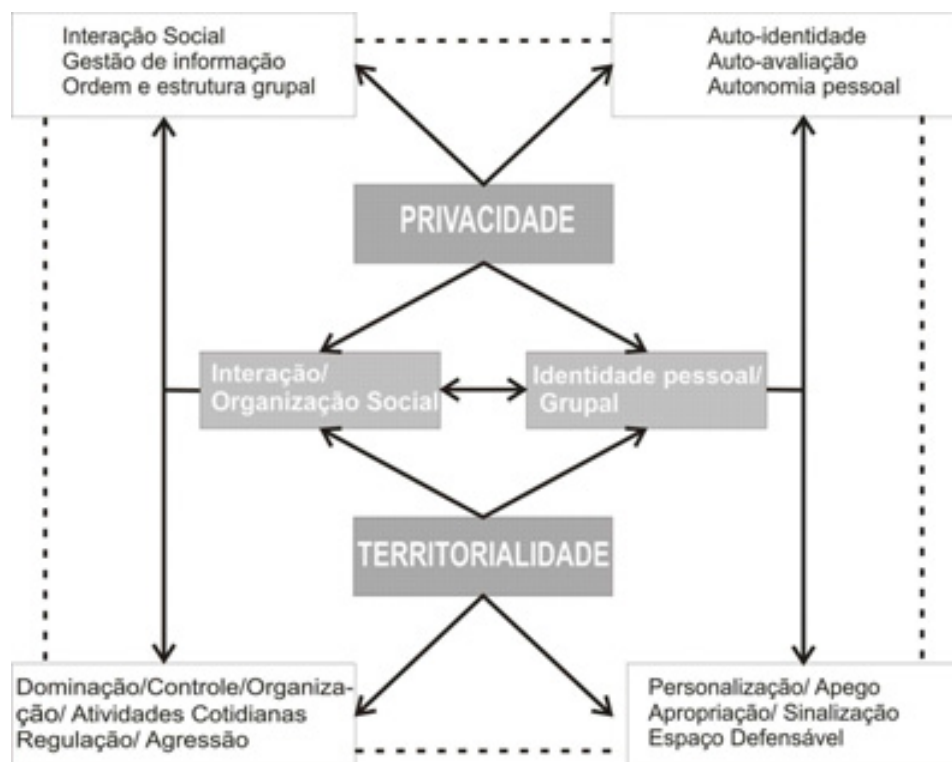 Interação Social
Gestão de informação
Ordem e estrutura grupal
Auto-identidade
Auto-avaliação
Autonomia pessoal
PRIVACIDADE
Interação/
Organização Social
Identidade pessoal/
Grupal
TERRITORIALIDADE
Dominação/Controle/Organiza-
ção/ Atividades Cotidianas
Regulação/ Agressão
Personalização/ Apego
Apropriação/ Sinalização
Espaço Defensável